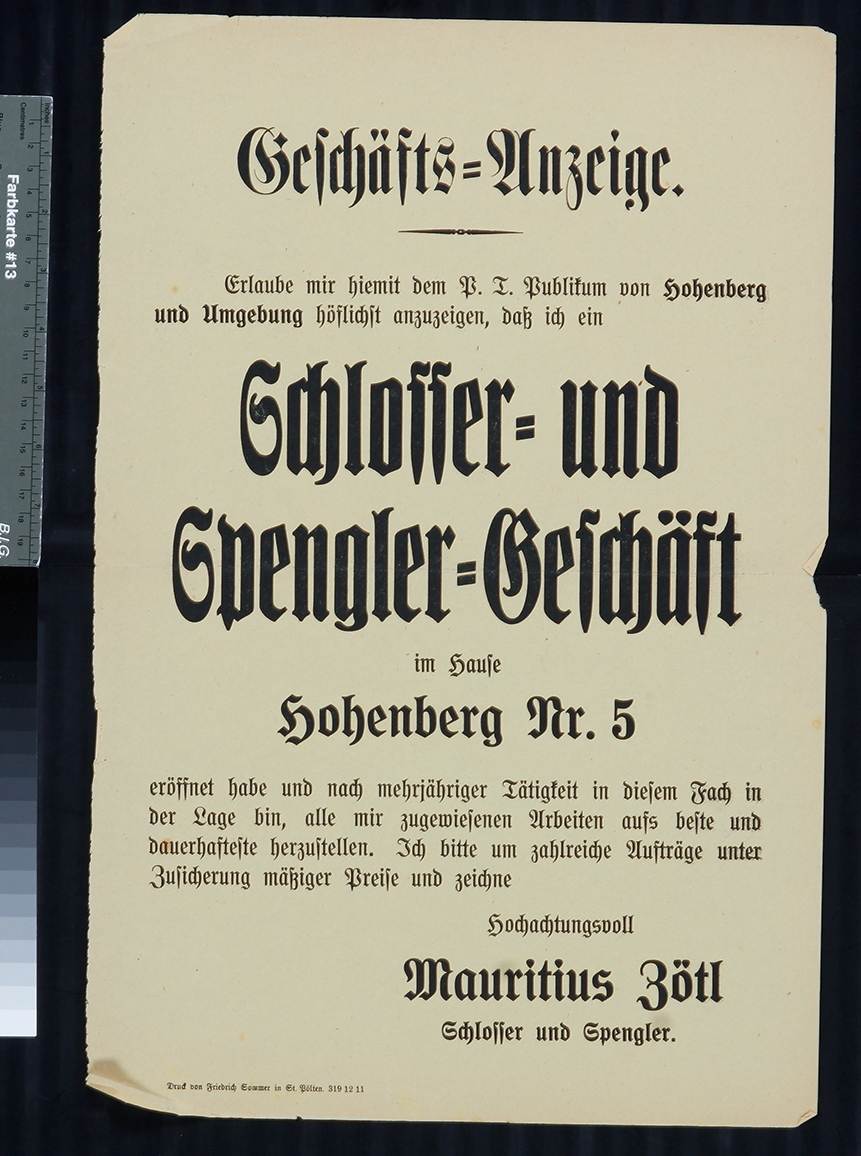 Geschäfts=Anzeige.
Erlaube mir hiemit dem P. T. Publikum von Hohenberg
und Umgebung höflichst anzuzeigen, daß ich ein
Schlosser= und
Spengler=Geschäft
im Hause
Hohenberg Nr. 5
eröffnet habe und nach mehrjähriger Tätigkeit in diesem Fach in
der Lage bin, alle mir zugewiesenen Arbeiten aufs beste und
dauerhafteste herzustellen. Ich bitte um zahlreiche Aufträge unter
Zusicherung mäßiger Preise und zeichne
Hochachtungsvoll
Mauritius Zötl
Schlosser und Spengler.
Druck von Friedrich Sommer in St. Pölten. 319 12 11
Farbkarte #13
B.I.G.
Centimetres
Inches